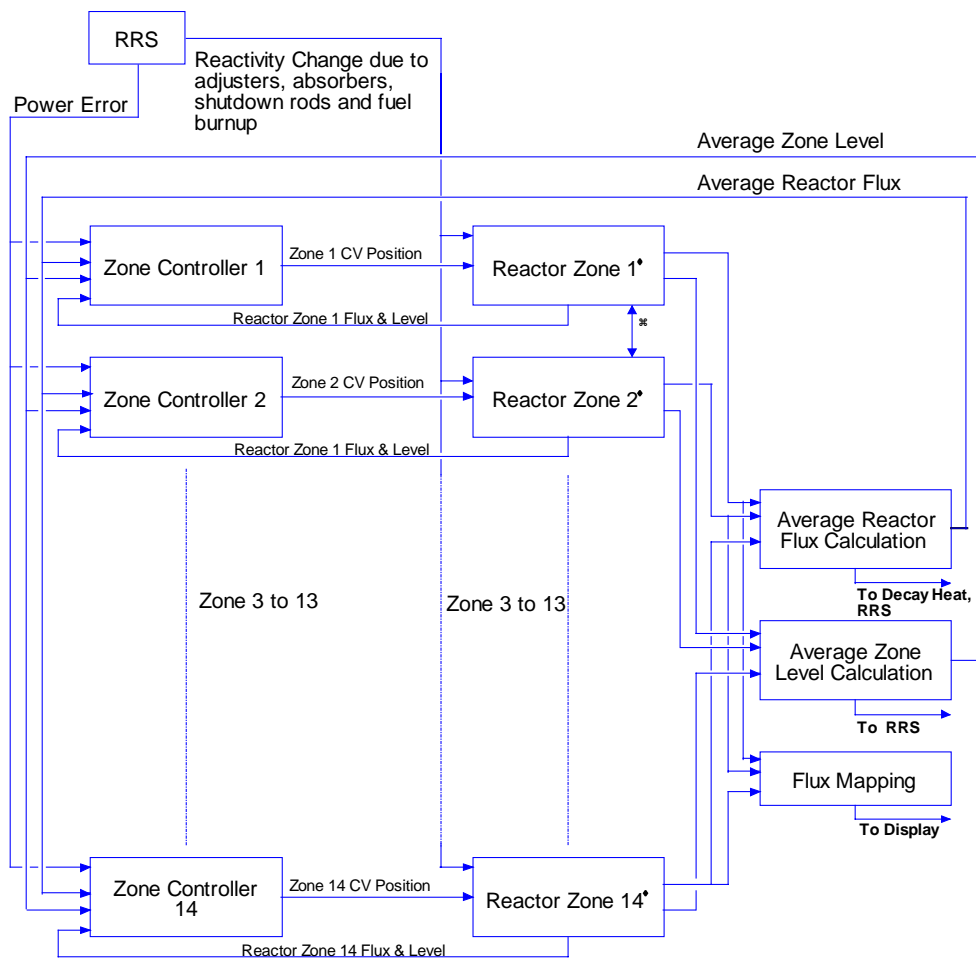 RRS
Reactivity Change due to
adjusters, absorbers,
shutdown rods and fuel
burnup
Power Error
Average Zone Level
Average Reactor Flux
Zone Controller 1
Zone 1 CV Position
Reactor Zone 1♦
Reactor Zone 1 Flux & Level
⌘
Zone Controller 2
Zone 2 CV Position
Reactor Zone 2♦
Reactor Zone 1 Flux & Level
Average Reactor
Flux Calculation
To Decay Heat,
RRS
Zone 3 to 13
Zone 3 to 13
Average Zone
Level Calculation
To RRS
Flux Mapping
To Display
Zone Controller
14
Zone 14 CV Position
Reactor Zone 14♦
Reactor Zone 14 Flux & Level